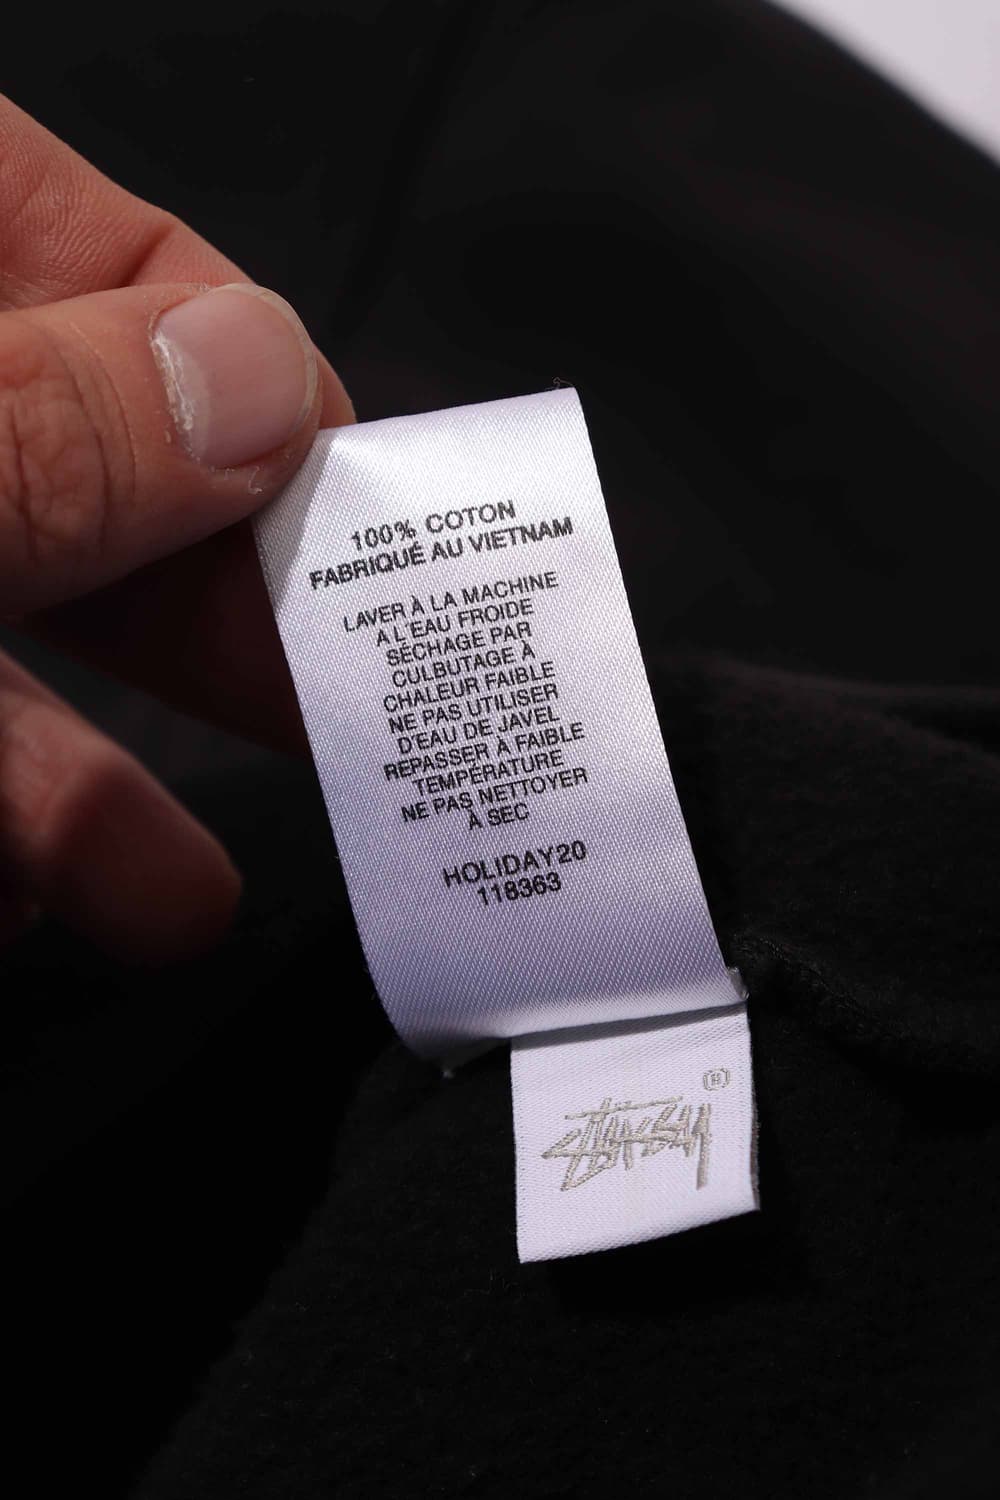 100% COTON
FABRIQUÉ AU VIETNAM
LAVER À LA MACHINE
A L'EAU FROIDE
SÉCHAGE PAR
CULBUTAGE À
CHALEUR FAIBLE
NE PAS UTILISER
D'EAU DE JAVEL
REPASSER À FAIBLE
TEMPÉRATURE
NE PAS NETTOYER
À SEC
HOLIDAY20
118363
®
STÜSSY